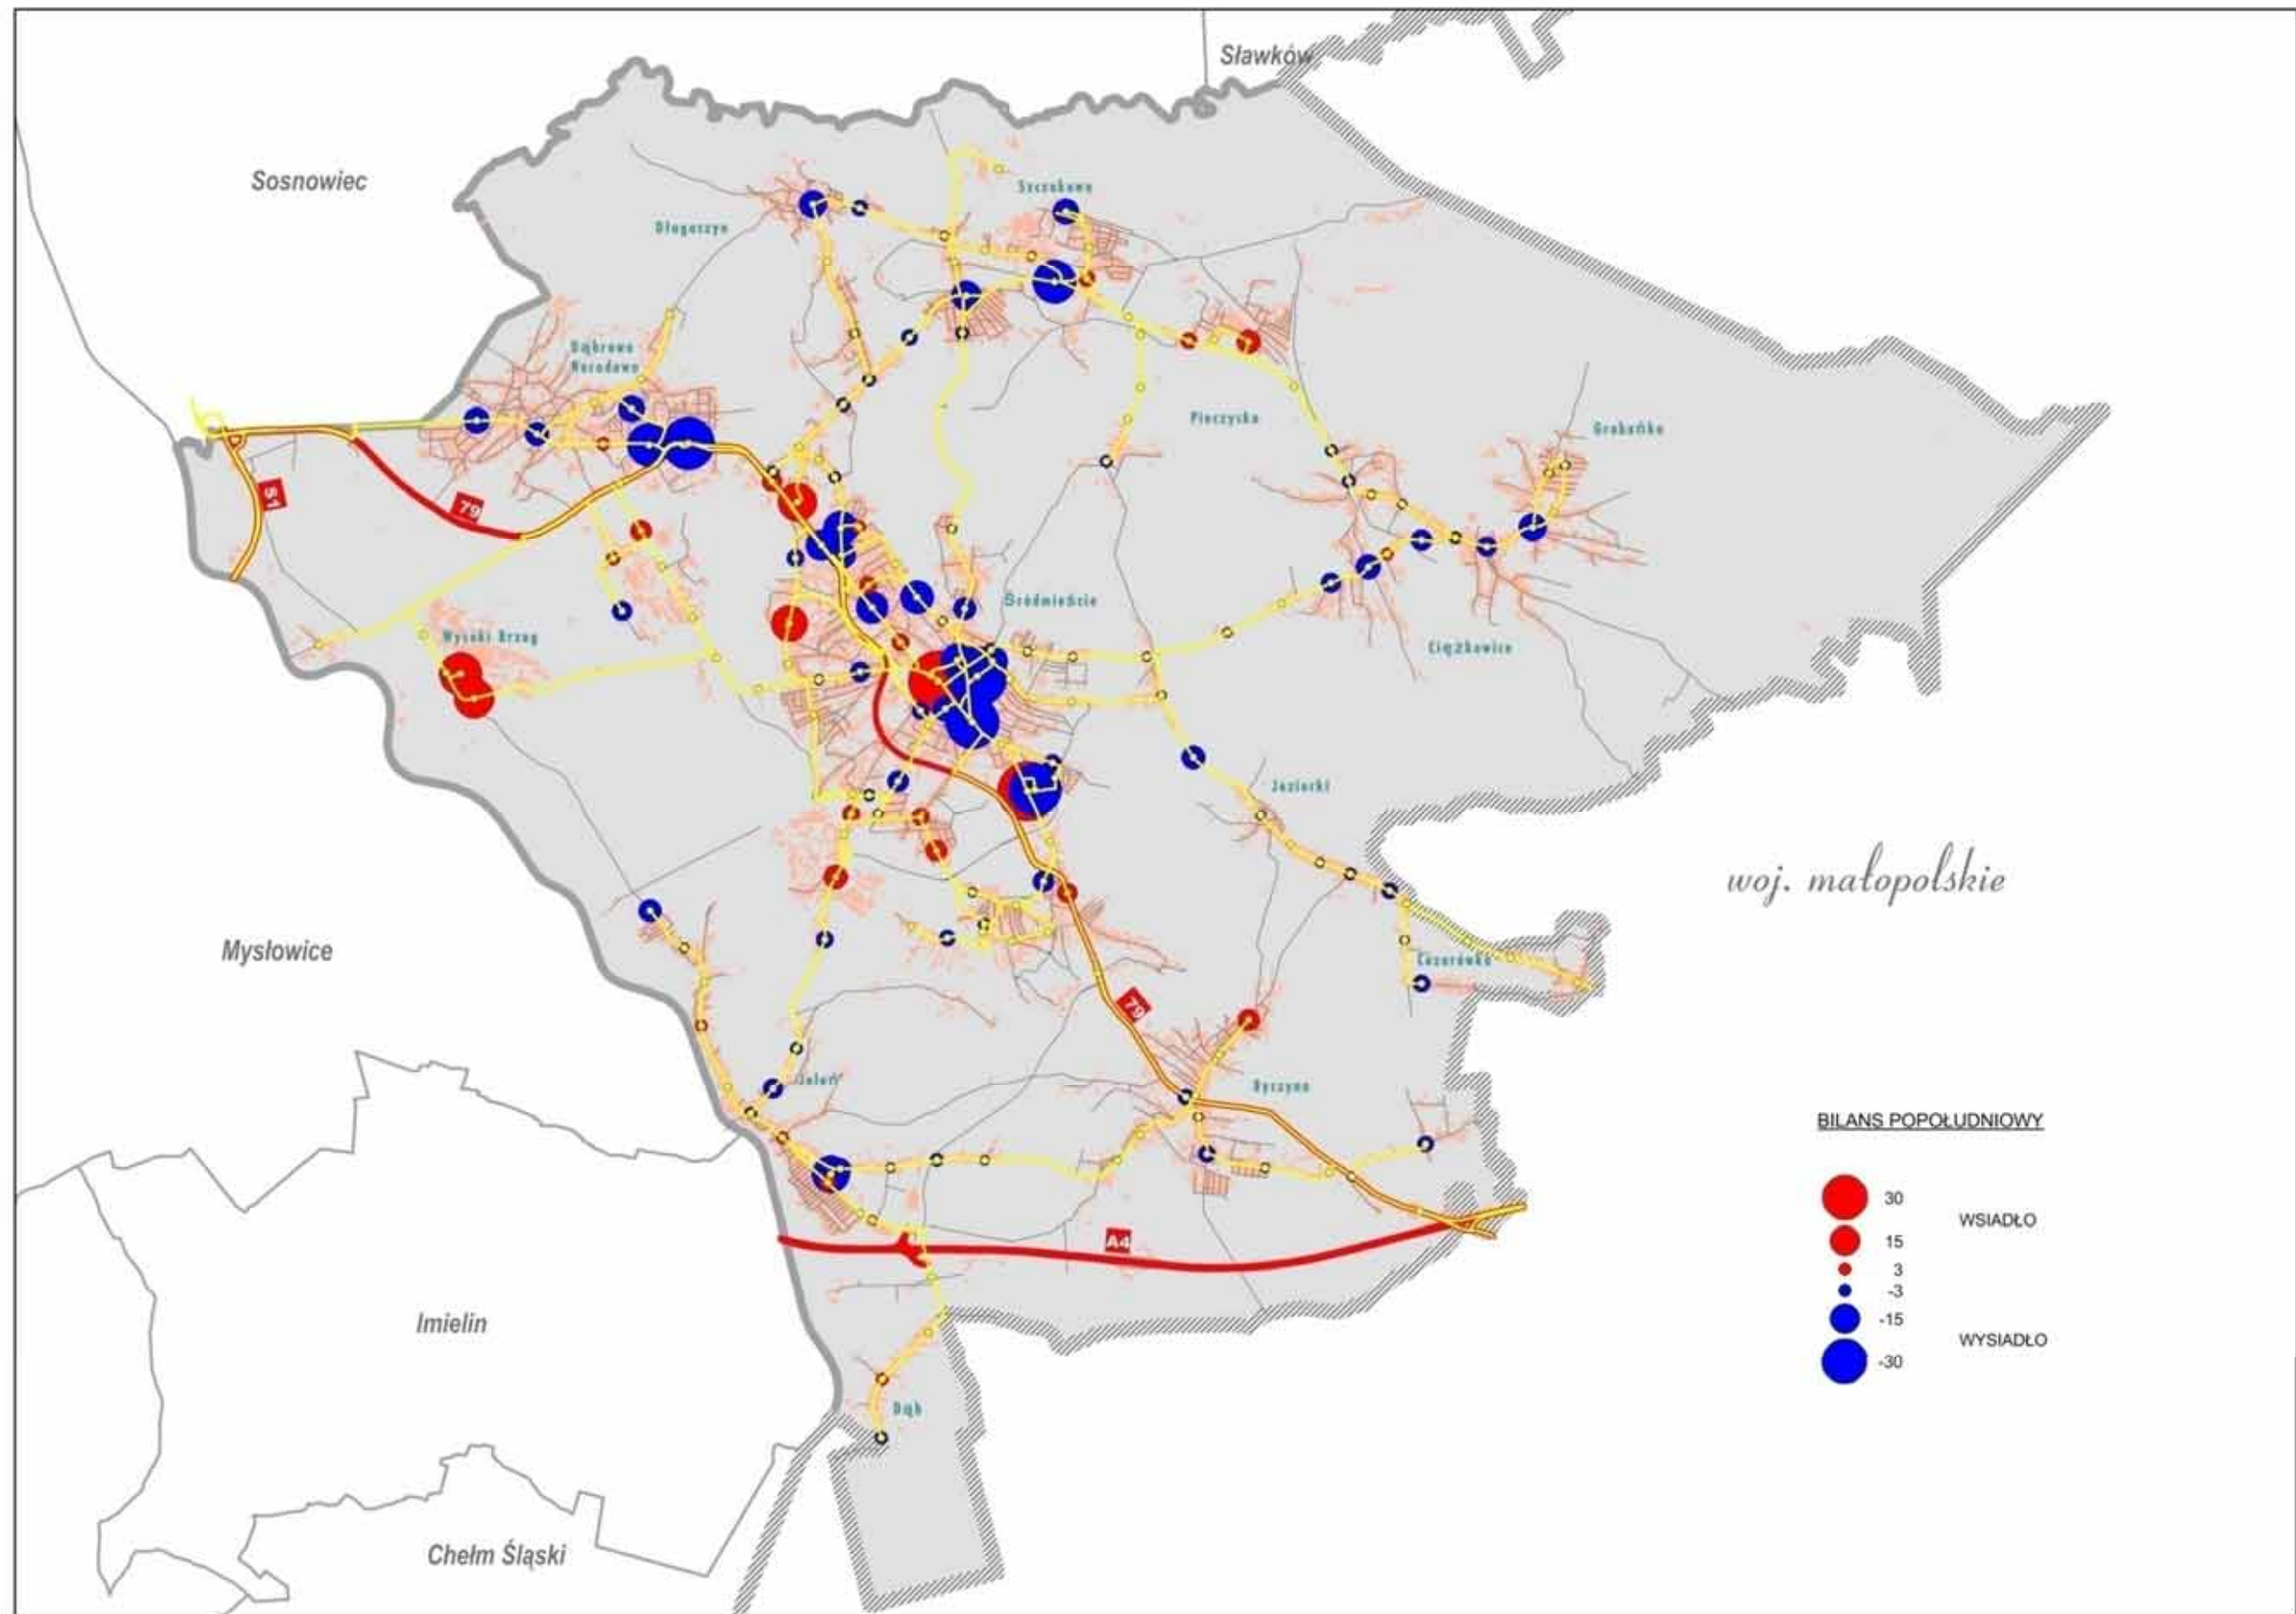 Sławków
Sosnowiec
Szczakowa
Długoszyn
Dąbrowa
Narodowa
Pieczyska
S1
79
Śródmieście
Wysoki Brzeg
Ciężkowice
Jeziorki
woj. małopolskie
Mysłowice
79
Jeleń
Byczyna
BILANS POPOŁUDNIOWY
30
WSIADŁO
15
3
-3
-15
WYSIADŁO
-30
A4
Imielin
Dąb
Chełm Śląski